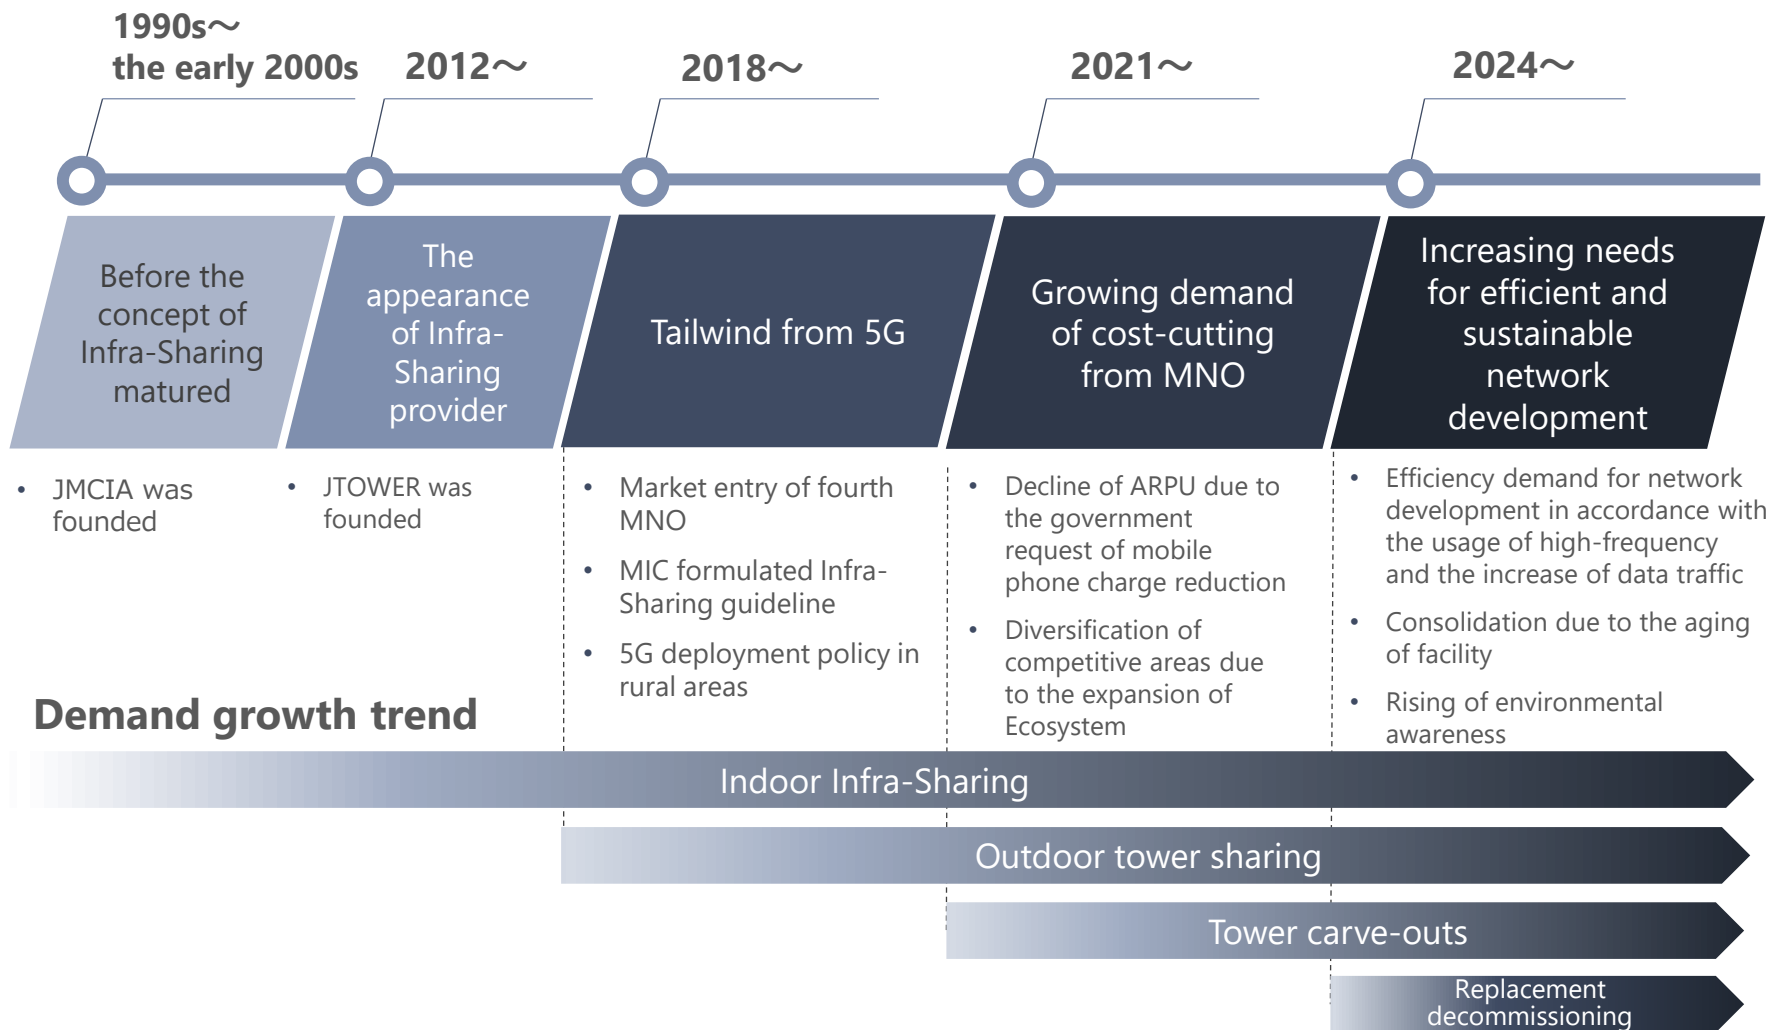 1990s～
the early 2000s
2012～
2018～
2021～
2024～
Before the
concept of
Infra-Sharing
matured
The
appearance
of Infra-
Sharing
provider
Tailwind from 5G
Growing demand
of cost-cutting
from MNO
Increasing needs
for efficient and
sustainable
network
development
• JMCIA was
founded
• JTOWER was
founded
• Market entry of fourth
MNO
• MIC formulated Infra-
Sharing guideline
• 5G deployment policy in
rural areas
• Decline of ARPU due to
the government
request of mobile
phone charge reduction
• Diversification of
competitive areas due
to the expansion of
Ecosystem
• Efficiency demand for network
development in accordance with
the usage of high-frequency
and the increase of data traffic
• Consolidation due to the aging
of facility
• Rising of environmental
awareness
Demand growth trend
Indoor Infra-Sharing
Outdoor tower sharing
Tower carve-outs
Replacement
decommissioning